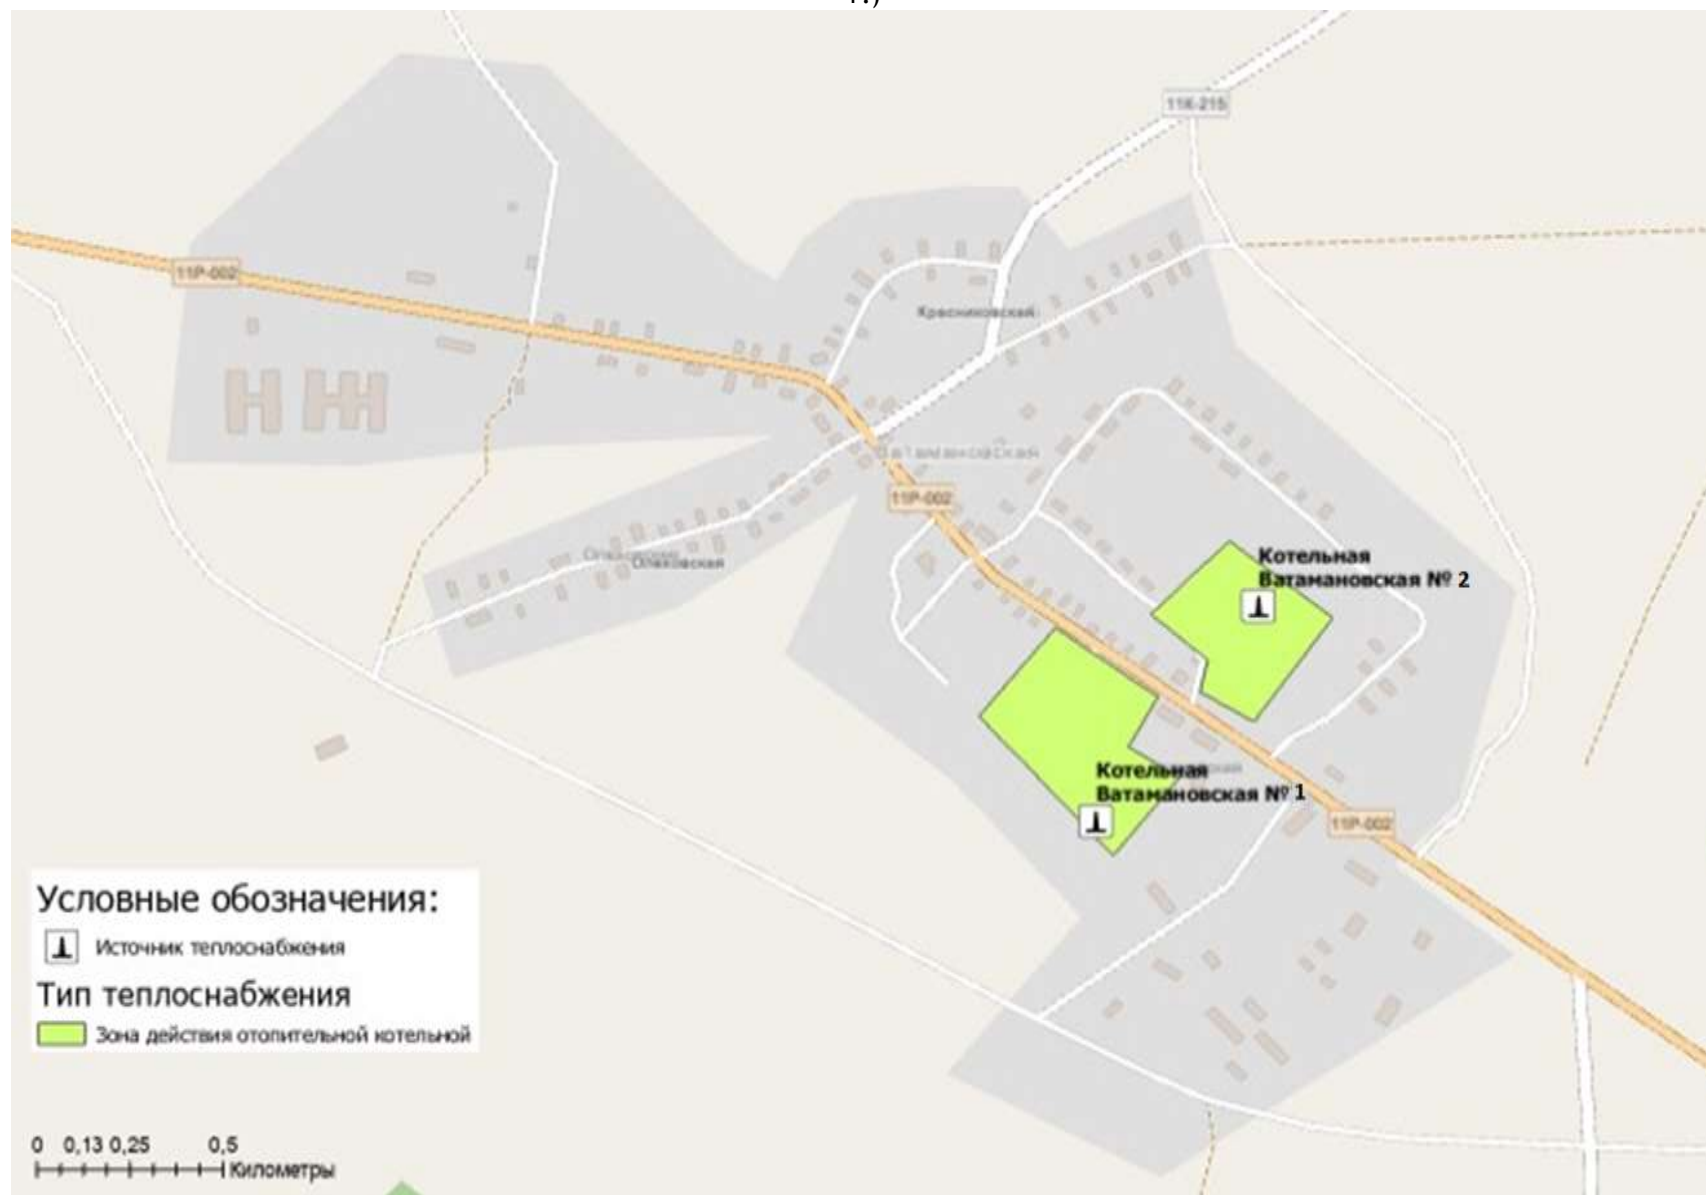 11К-215
11Р-002
Красниковская
Ватамановская
11Р-002
Олюковская
Котельная
Ватамановская № 2
Котельная
Ватамановская № 1
11Р-002
Условные обозначения:
Источник теплоснабжения
Тип теплоснабжения
Зона действия отопительной котельной
0 0,13 0,25 0,5
Километры